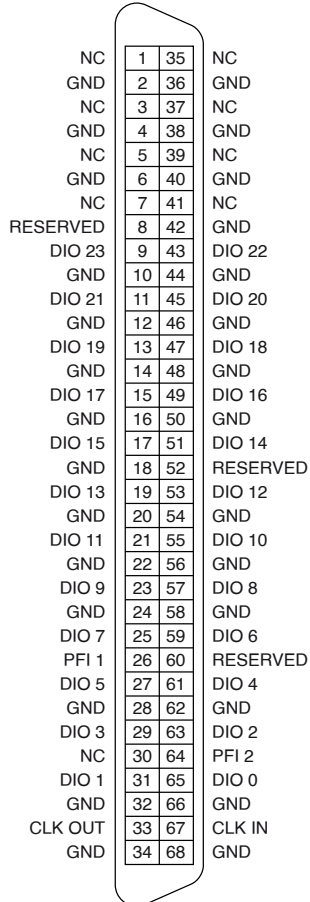 NC 1 35 NC
GND 2 36 GND
NC 3 37 NC
GND 4 38 GND
NC 5 39 NC
GND 6 40 GND
NC 7 41 NC
RESERVED 8 42 GND
DIO 23 9 43 DIO 22
GND 10 44 GND
DIO 21 11 45 DIO 20
GND 12 46 GND
DIO 19 13 47 DIO 18
GND 14 48 GND
DIO 17 15 49 DIO 16
GND 16 50 GND
DIO 15 17 51 DIO 14
GND 18 52 RESERVED
DIO 13 19 53 DIO 12
GND 20 54 GND
DIO 11 21 55 DIO 10
GND 22 56 GND
DIO 9 23 57 DIO 8
GND 24 58 GND
DIO 7 25 59 DIO 6
PFI 1 26 60 RESERVED
DIO 5 27 61 DIO 4
GND 28 62 GND
DIO 3 29 63 DIO 2
NC 30 64 PFI 2
DIO 1 31 65 DIO 0
GND 32 66 GND
CLK OUT 33 67 CLK IN
GND 34 68 GND